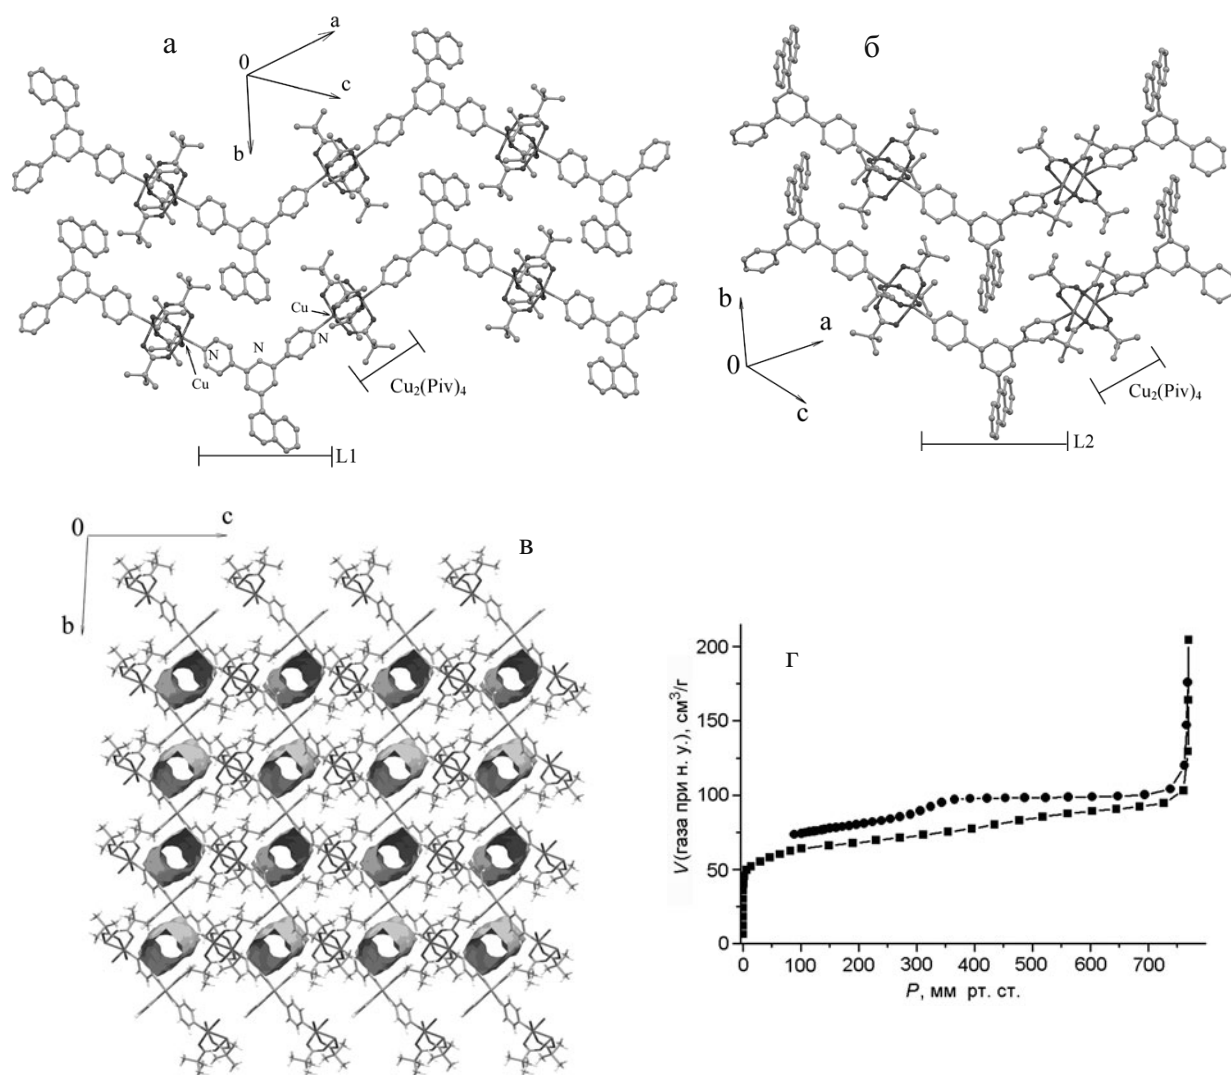 а
a
0
c
b
Cu
N
N
N
Cu
Cu₂(Piv)₄
L1
б
b
a
0
c
Cu₂(Piv)₄
L2
0
c
в
b
г
V(газа при н. у.), см³/г
200
150
100
50
0
0 100 200 300 400 500 600 700
P, мм рт. ст.